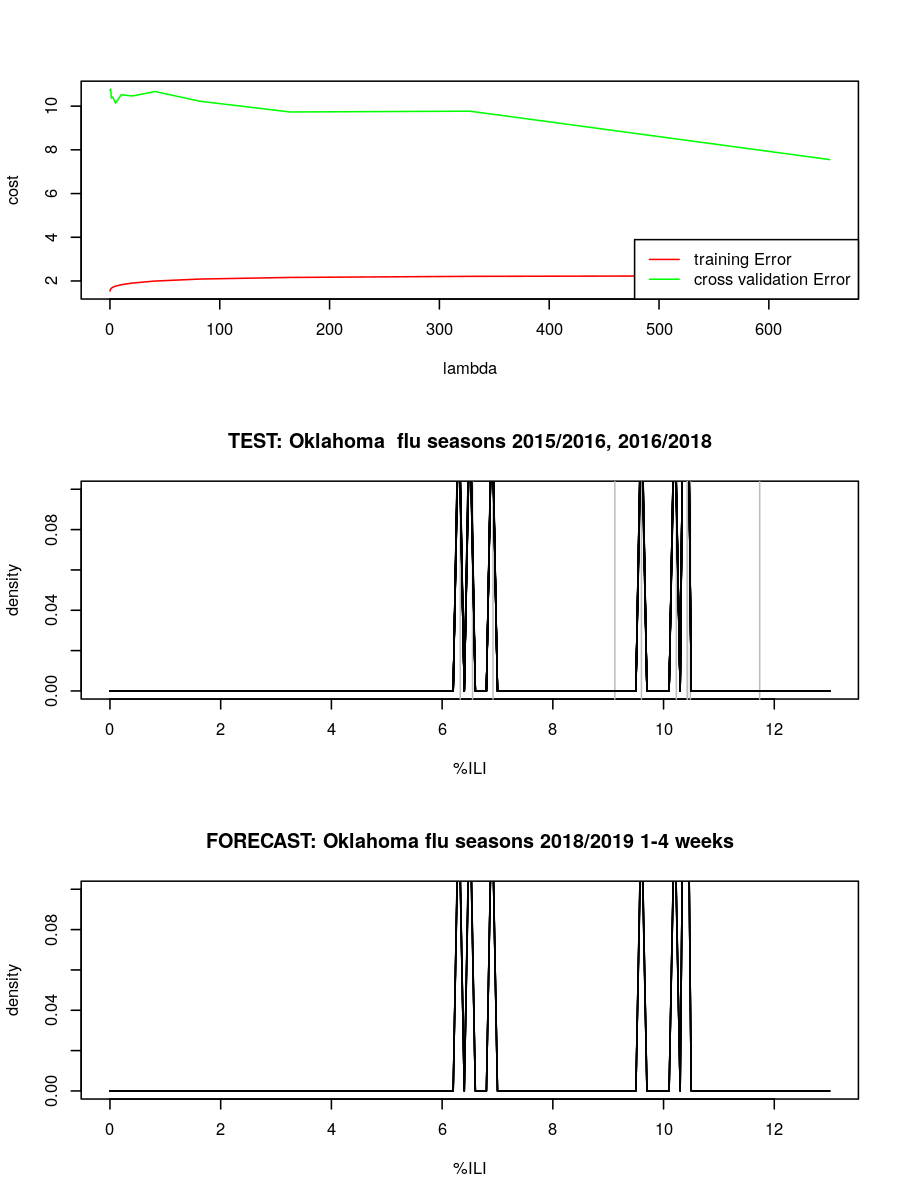 10
8
6
4
2
cost
training Error
cross validation Error
0 100 200 300 400 500 600
lambda
TEST: Oklahoma  flu seasons 2015/2016, 2016/2018
0.08
0.04
0.00
density
0 2 4 6 8 10 12
%ILI
FORECAST: Oklahoma flu seasons 2018/2019 1-4 weeks
0.08
0.04
0.00
density
0 2 4 6 8 10 12
%ILI